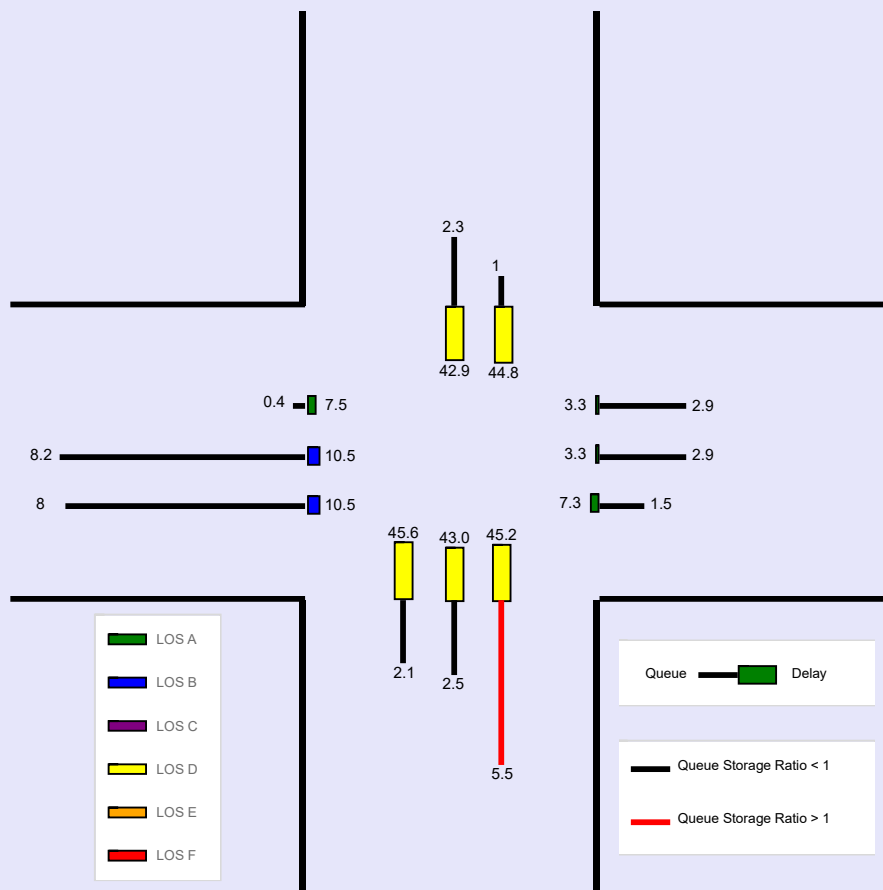 2.3
1
42.9
44.8
0.4
7.5
3.3
2.9
8.2
10.5
3.3
2.9
8
10.5
7.3
1.5
45.6
43.0
45.2
2.1
2.5
5.5
LOS A
LOS B
LOS C
LOS D
LOS E
LOS F
Queue
Delay
Queue Storage Ratio < 1
Queue Storage Ratio > 1